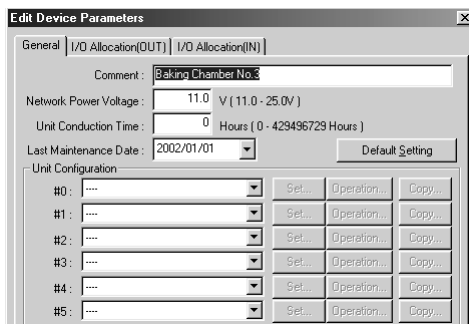 Edit Device Parameters
General I/O Allocation(OUT) I/O Allocation(IN)
Comment : Baking Chamber No.3
Network Power Voltage : 11.0 V ( 11.0 - 25.0V )
Unit Conduction Time : 0 Hours ( 0 - 429496729 Hours )
Last Maintenance Date : 2002/01/01 Default Setting
Unit Configuration
#0 : ---- Set... Operation... Copy...
#1 : ---- Set... Operation... Copy...
#2 : ---- Set... Operation... Copy...
#3 : ---- Set... Operation... Copy...
#4 : ---- Set... Operation... Copy...
#5 : ---- Set... Operation... Copy...